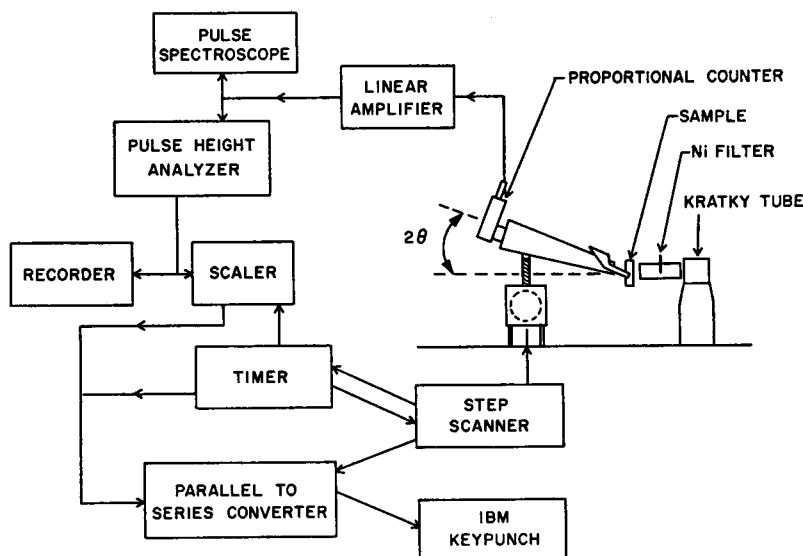 PULSE
SPECTROSCOPE
LINEAR
AMPLIFIER
PROPORTIONAL COUNTER
SAMPLE
Ni FILTER
KRATKY TUBE
PULSE HEIGHT
ANALYZER
2θ
RECORDER
SCALER
TIMER
STEP
SCANNER
PARALLEL TO
SERIES CONVERTER
IBM
KEYPUNCH